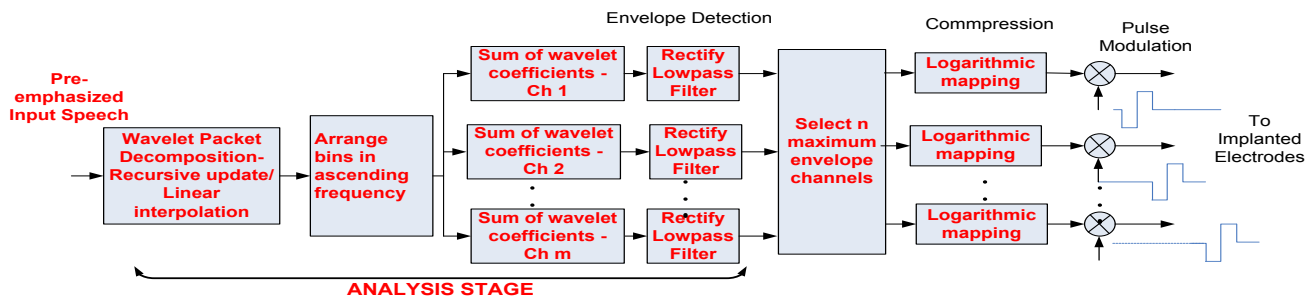 Envelope Detection
Commpression
Pulse
Modulation
Pre-
emphasized
Input Speech
Wavelet Packet
Decomposition-
Recursive update/
Linear
interpolation
Arrange
bins in
ascending
frequency
Sum of wavelet
coefficients -
Ch 1
Rectify
Lowpass
Filter
Sum of wavelet
coefficients -
Ch 2
Rectify
Lowpass
Filter
Sum of wavelet
coefficients -
Ch m
Rectify
Lowpass
Filter
Select n
maximum
envelope
channels
Logarithmic
mapping
Logarithmic
mapping
Logarithmic
mapping
To
Implanted
Electrodes
ANALYSIS STAGE